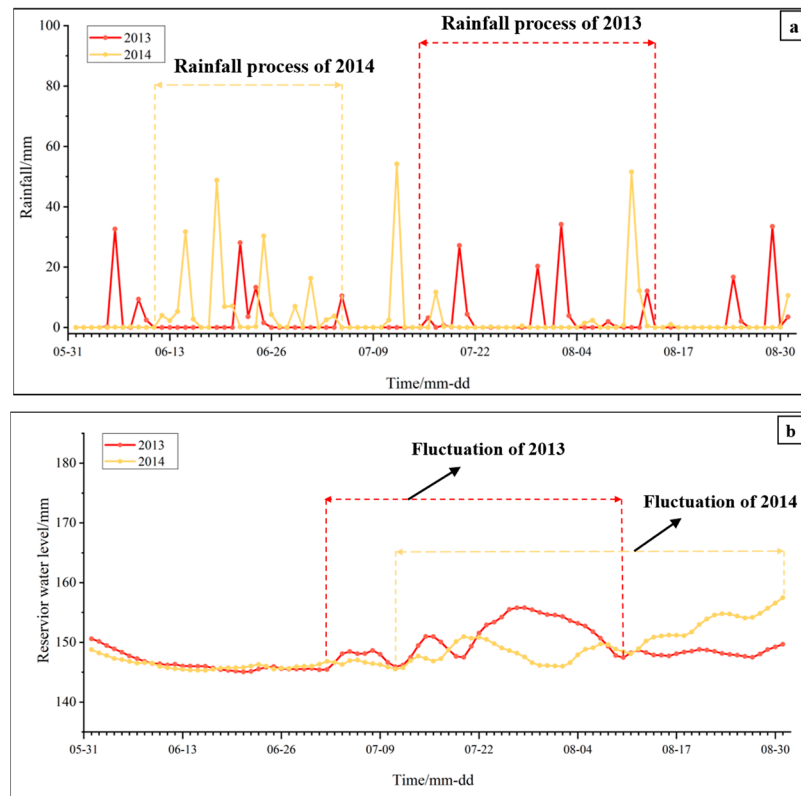 a
2013
2014
Rainfall process of 2013
Rainfall process of 2014
100
80
60
40
20
0
Rainfall/mm
05-31 06-13 06-26 07-09 07-22 08-04 08-17 08-30
Time/mm-dd
b
2013
2014
Fluctuation of 2013
Fluctuation of 2014
180
170
160
150
140
Reservior water level/mm
05-31 06-13 06-26 07-09 07-22 08-04 08-17 08-30
Time/mm-dd